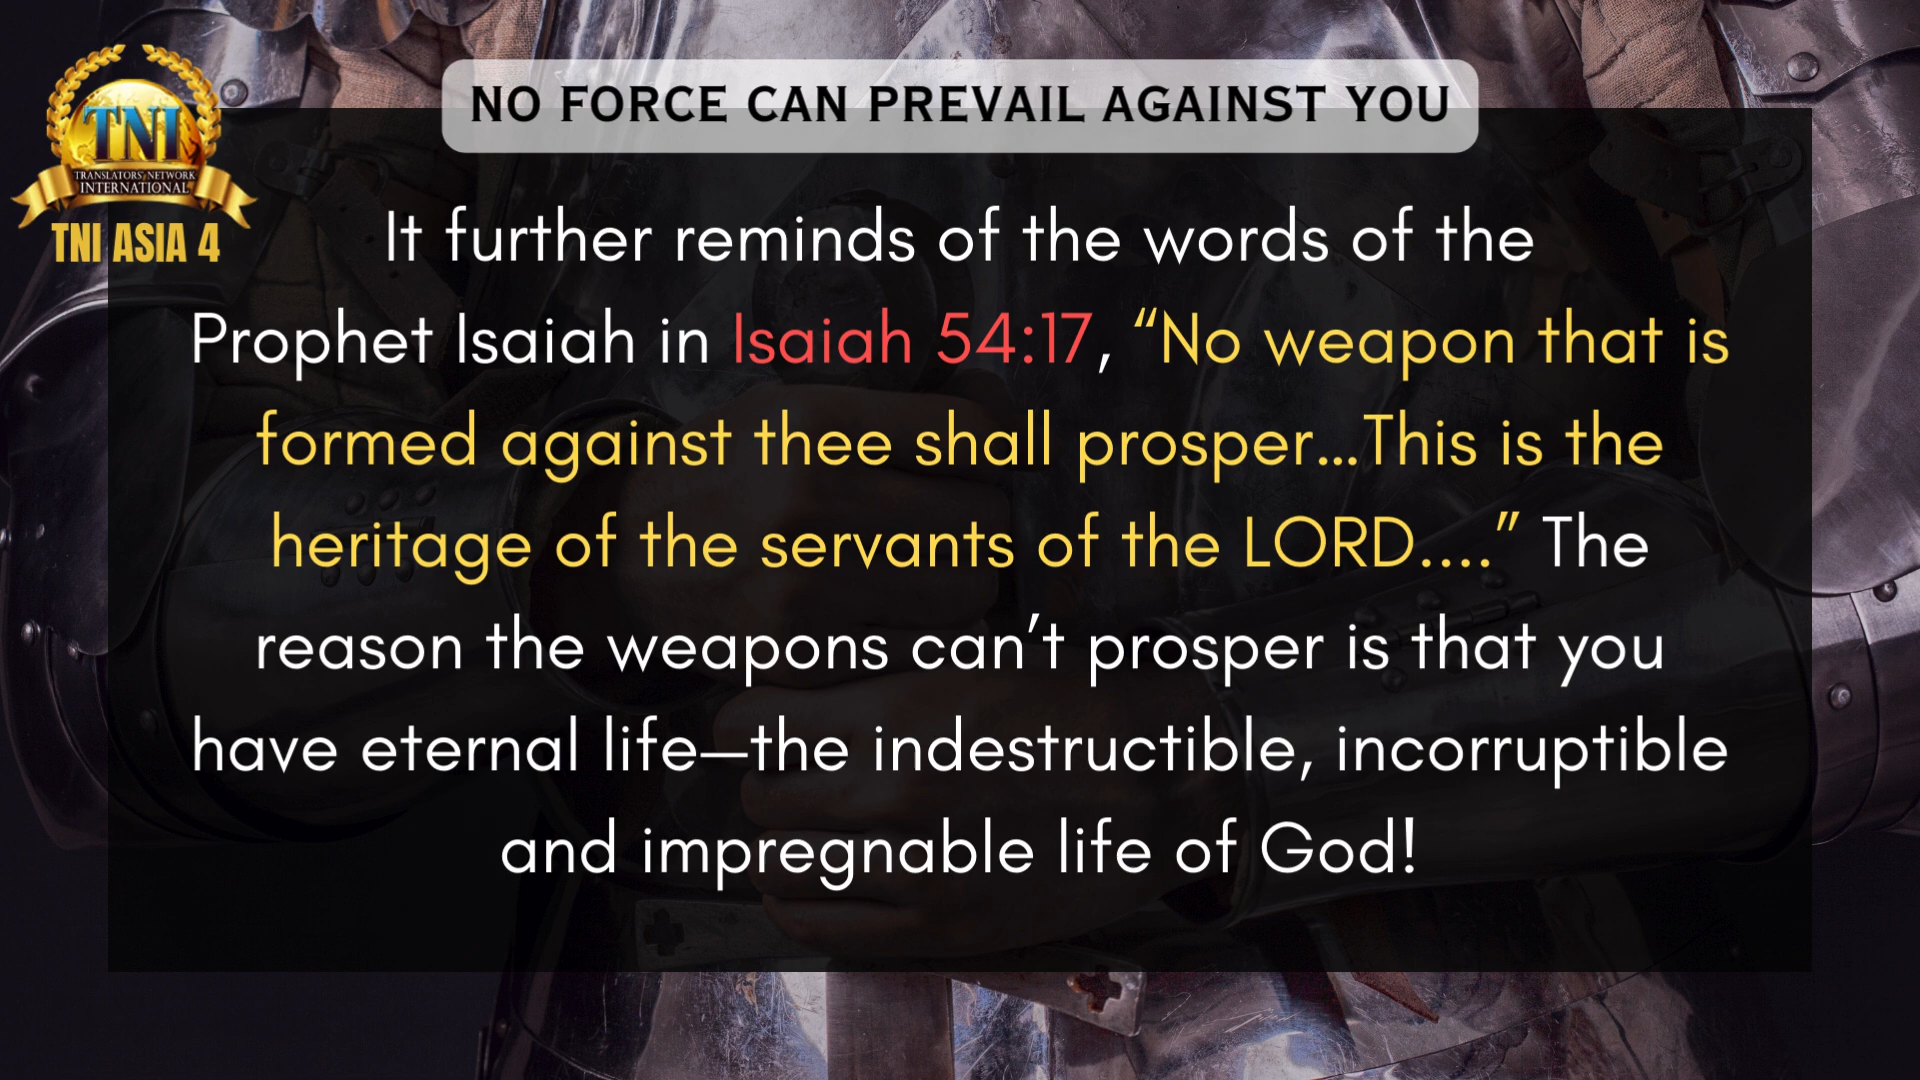 NO FORCE CAN PREVAIL AGAINST YOU
TNI
TRANSLATORS' NETWORK
INTERNATIONAL
TNI ASIA 4
It further reminds of the words of the
Prophet Isaiah in Isaiah 54:17, “No weapon that is
formed against thee shall prosper...This is the
heritage of the servants of the LORD....” The
reason the weapons can’t prosper is that you
have eternal life—the indestructible, incorruptible
and impregnable life of God!